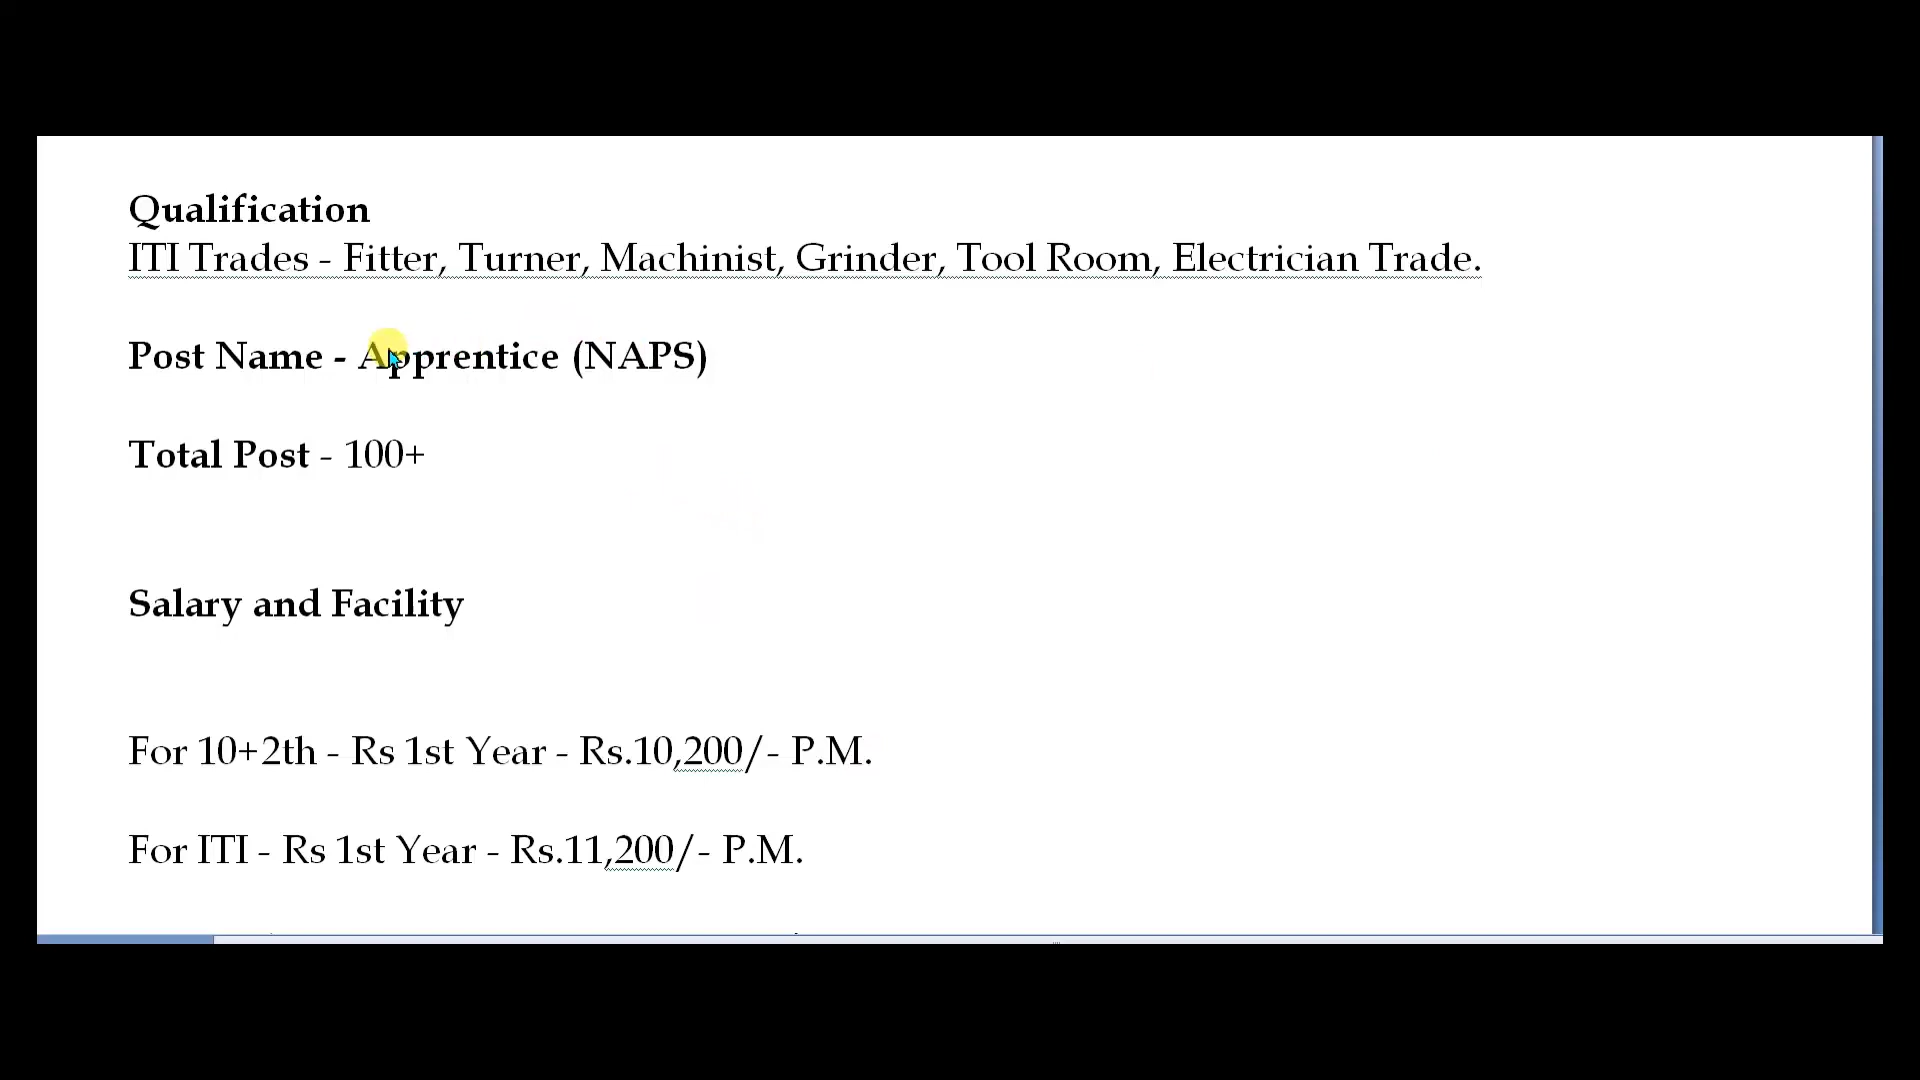 Qualification
ITI Trades - Fitter, Turner, Machinist, Grinder, Tool Room, Electrician Trade.
Post Name - Apprentice (NAPS)
Total Post - 100+
Salary and Facility
For 10+2th - Rs 1st Year - Rs.10,200/- P.M.
For ITI - Rs 1st Year - Rs.11,200/- P.M.